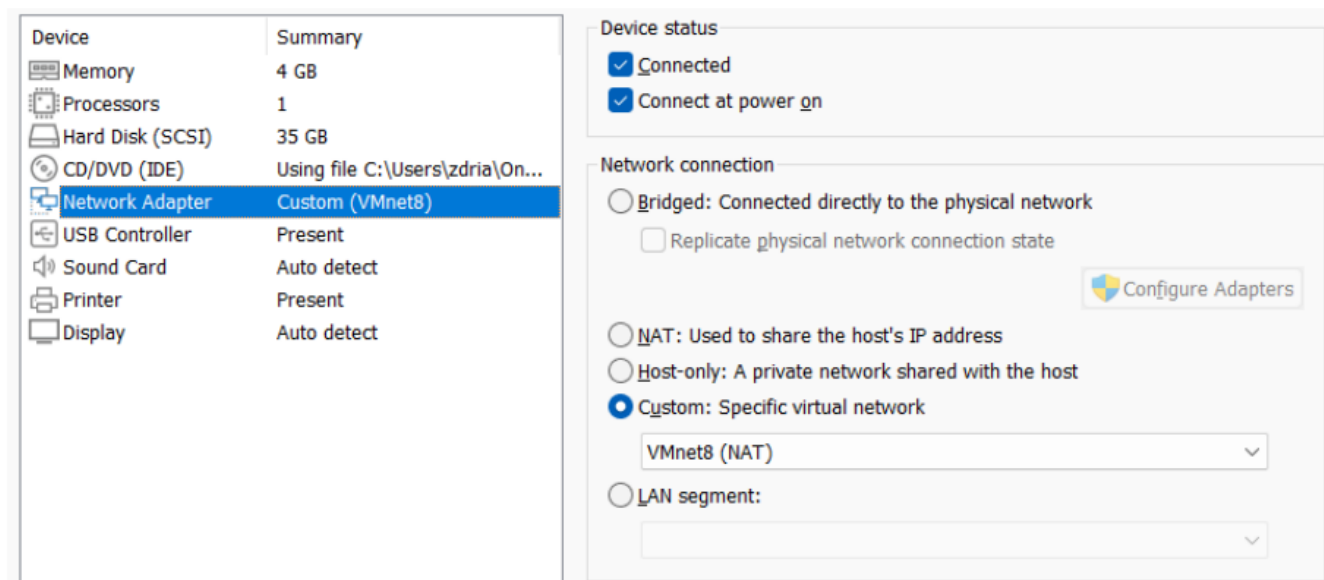 Device Summary
Memory 4 GB
Processors 1
Hard Disk (SCSI) 35 GB
CD/DVD (IDE) Using file C:\Users\zdria\On...
Network Adapter Custom (VMnet8)
USB Controller Present
Sound Card Auto detect
Printer Present
Display Auto detect
Device status
Connected
Connect at power on
Network connection
Bridged: Connected directly to the physical network
Replicate physical network connection state
Configure Adapters
NAT: Used to share the host's IP address
Host-only: A private network shared with the host
Custom: Specific virtual network
VMnet8 (NAT)
LAN segment: